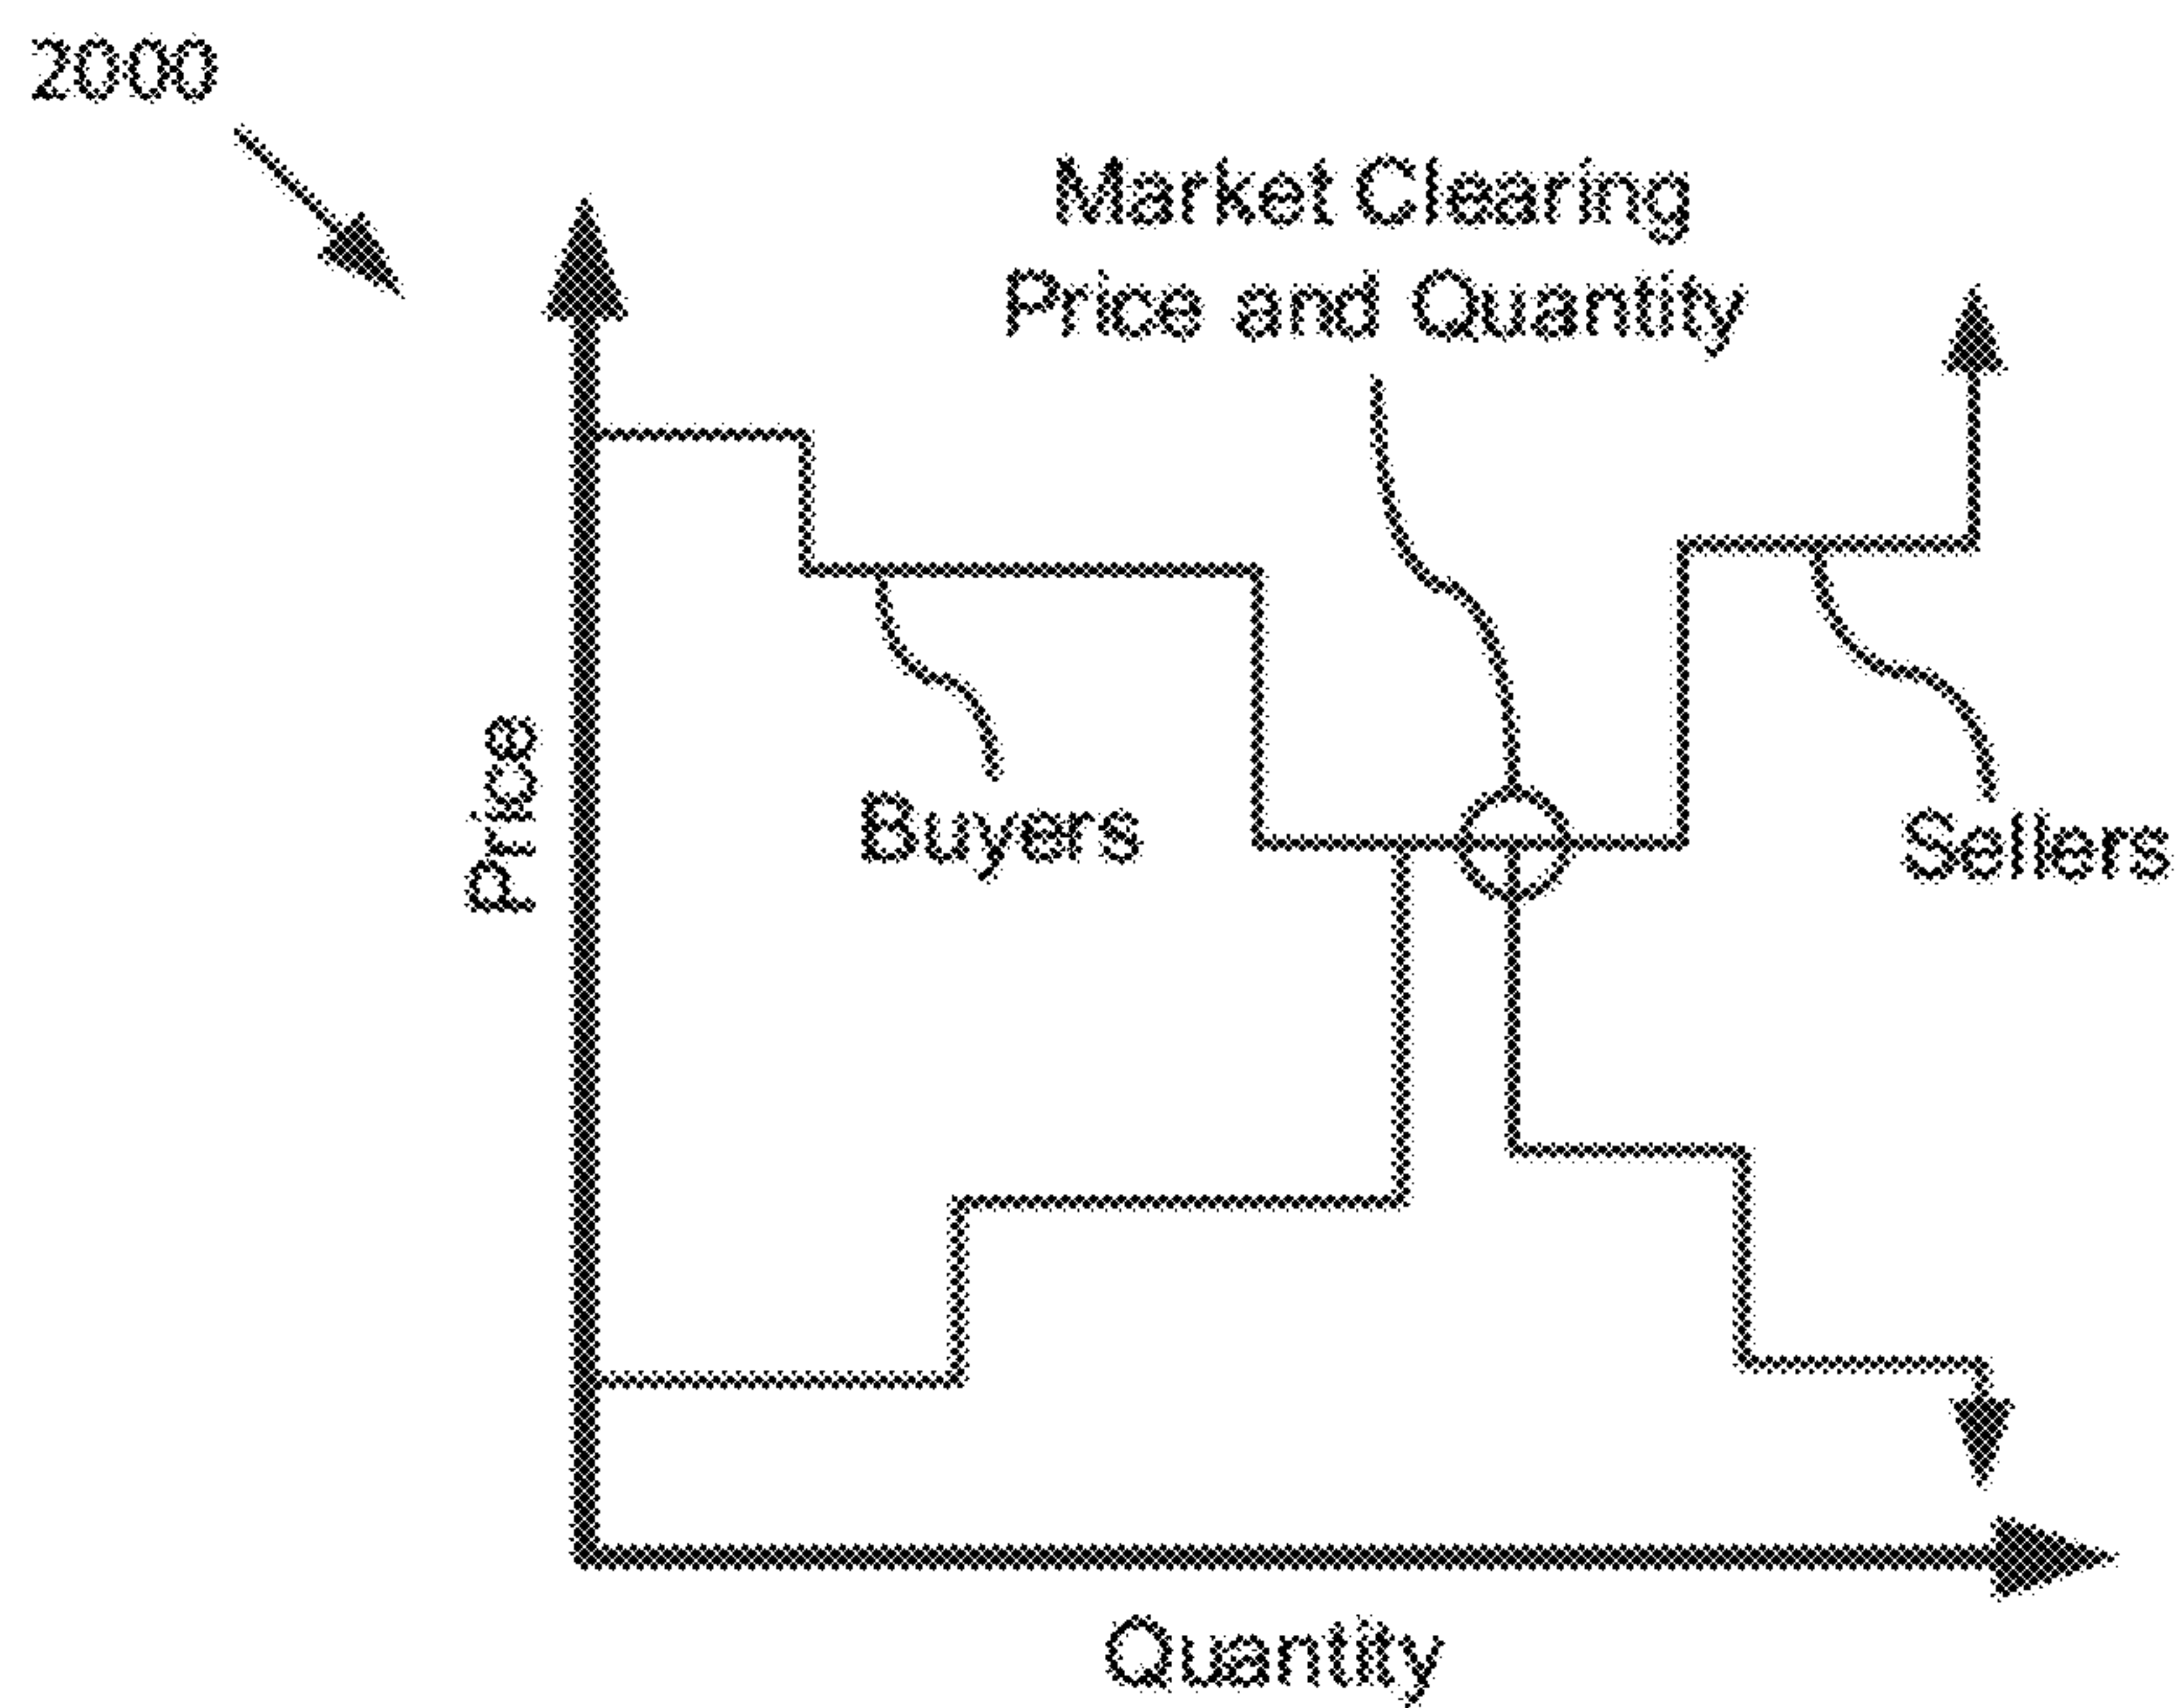 2000
Market Clearing
Price and Quantity
Price
Buyers
Sellers
Quantity